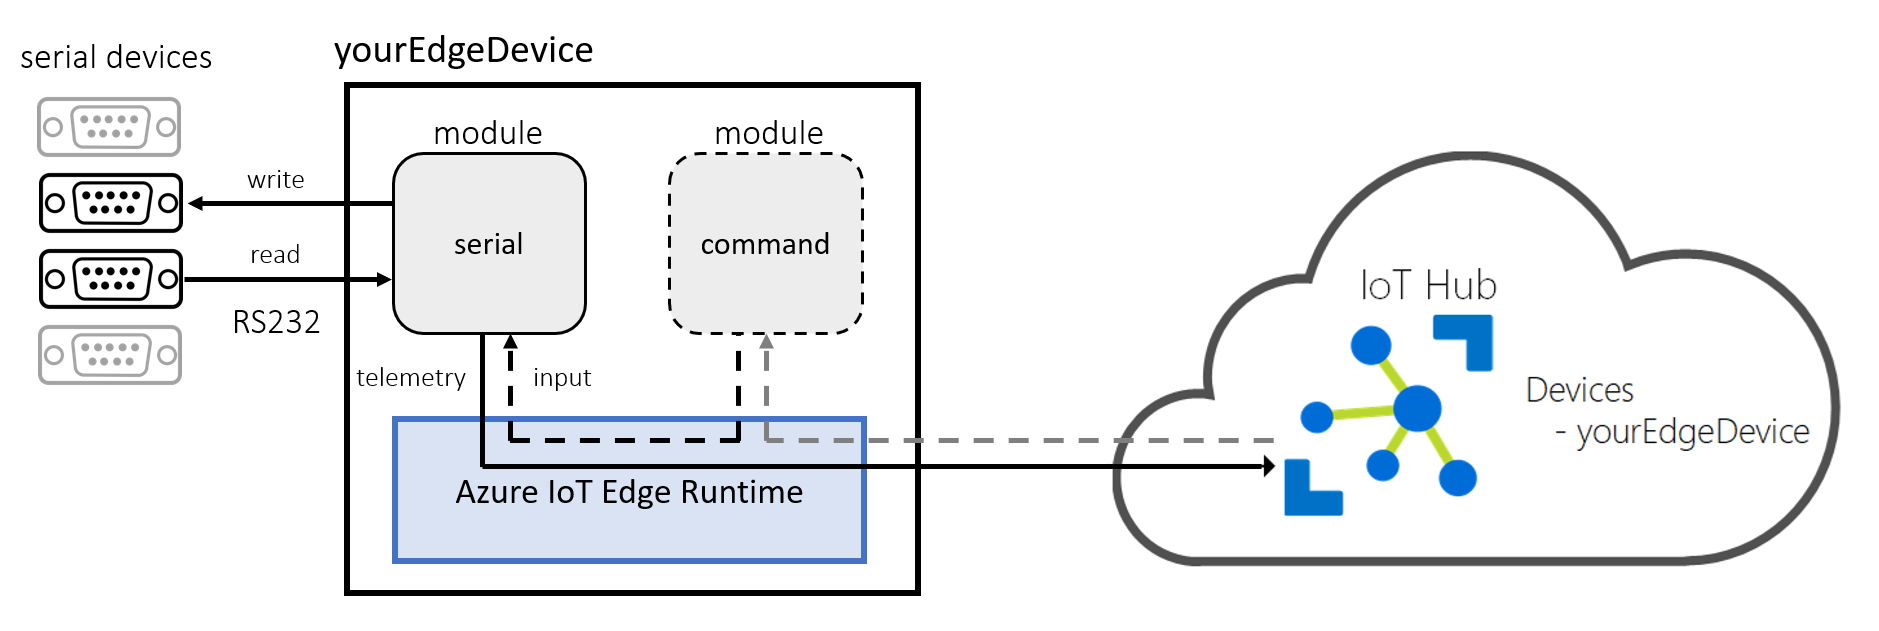 serial devices
yourEdgeDevice
module
module
write
serial
command
read
RS232
telemetry
input
Azure IoT Edge Runtime
IoT Hub
Devices
- yourEdgeDevice